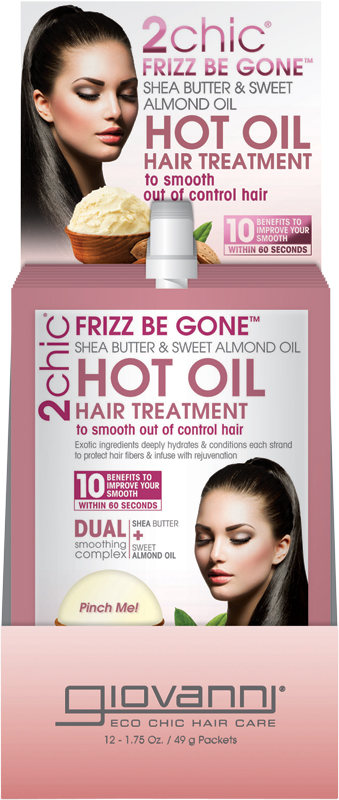 2chic®
FRIZZ BE GONE™
SHEA BUTTER & SWEET
ALMOND OIL
HOT OIL
HAIR TREATMENT
to smooth
out of control hair
10 BENEFITS TO
IMPROVE YOUR
SMOOTH
WITHIN 60 SECONDS
2chic®
FRIZZ BE GONE™
SHEA BUTTER & SWEET ALMOND OIL
HOT OIL
HAIR TREATMENT
to smooth out of control hair
Exotic ingredients deeply hydrates & conditions each strand
to protect hair fibers & infuse with rejuvenation
10 BENEFITS TO
IMPROVE YOUR
SMOOTH
WITHIN 60 SECONDS
DUAL
smoothing
complex
SHEA BUTTER
+
SWEET
ALMOND OIL
Pinch Me!
giovanni®
ECO CHIC HAIR CARE
12 - 1.75 Oz. / 49 g Packets